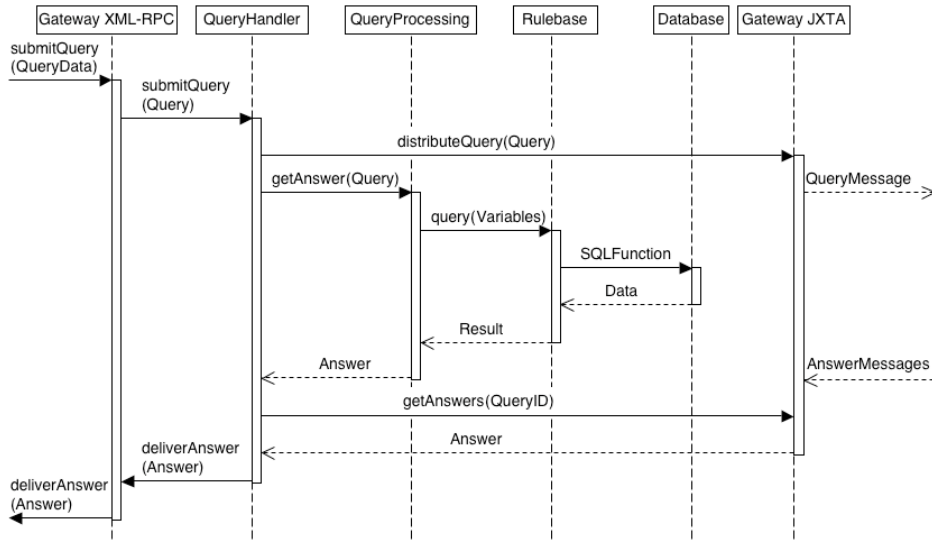 Gateway XML-RPC
QueryHandler
QueryProcessing
Rulebase
Database
Gateway JXTA
submitQuery
(QueryData)
submitQuery
(Query)
distributeQuery(Query)
getAnswer(Query)
QueryMessage
query(Variables)
SQLFunction
Data
Result
Answer
AnswerMessages
getAnswers(QueryID)
Answer
deliverAnswer
(Answer)
deliverAnswer
(Answer)